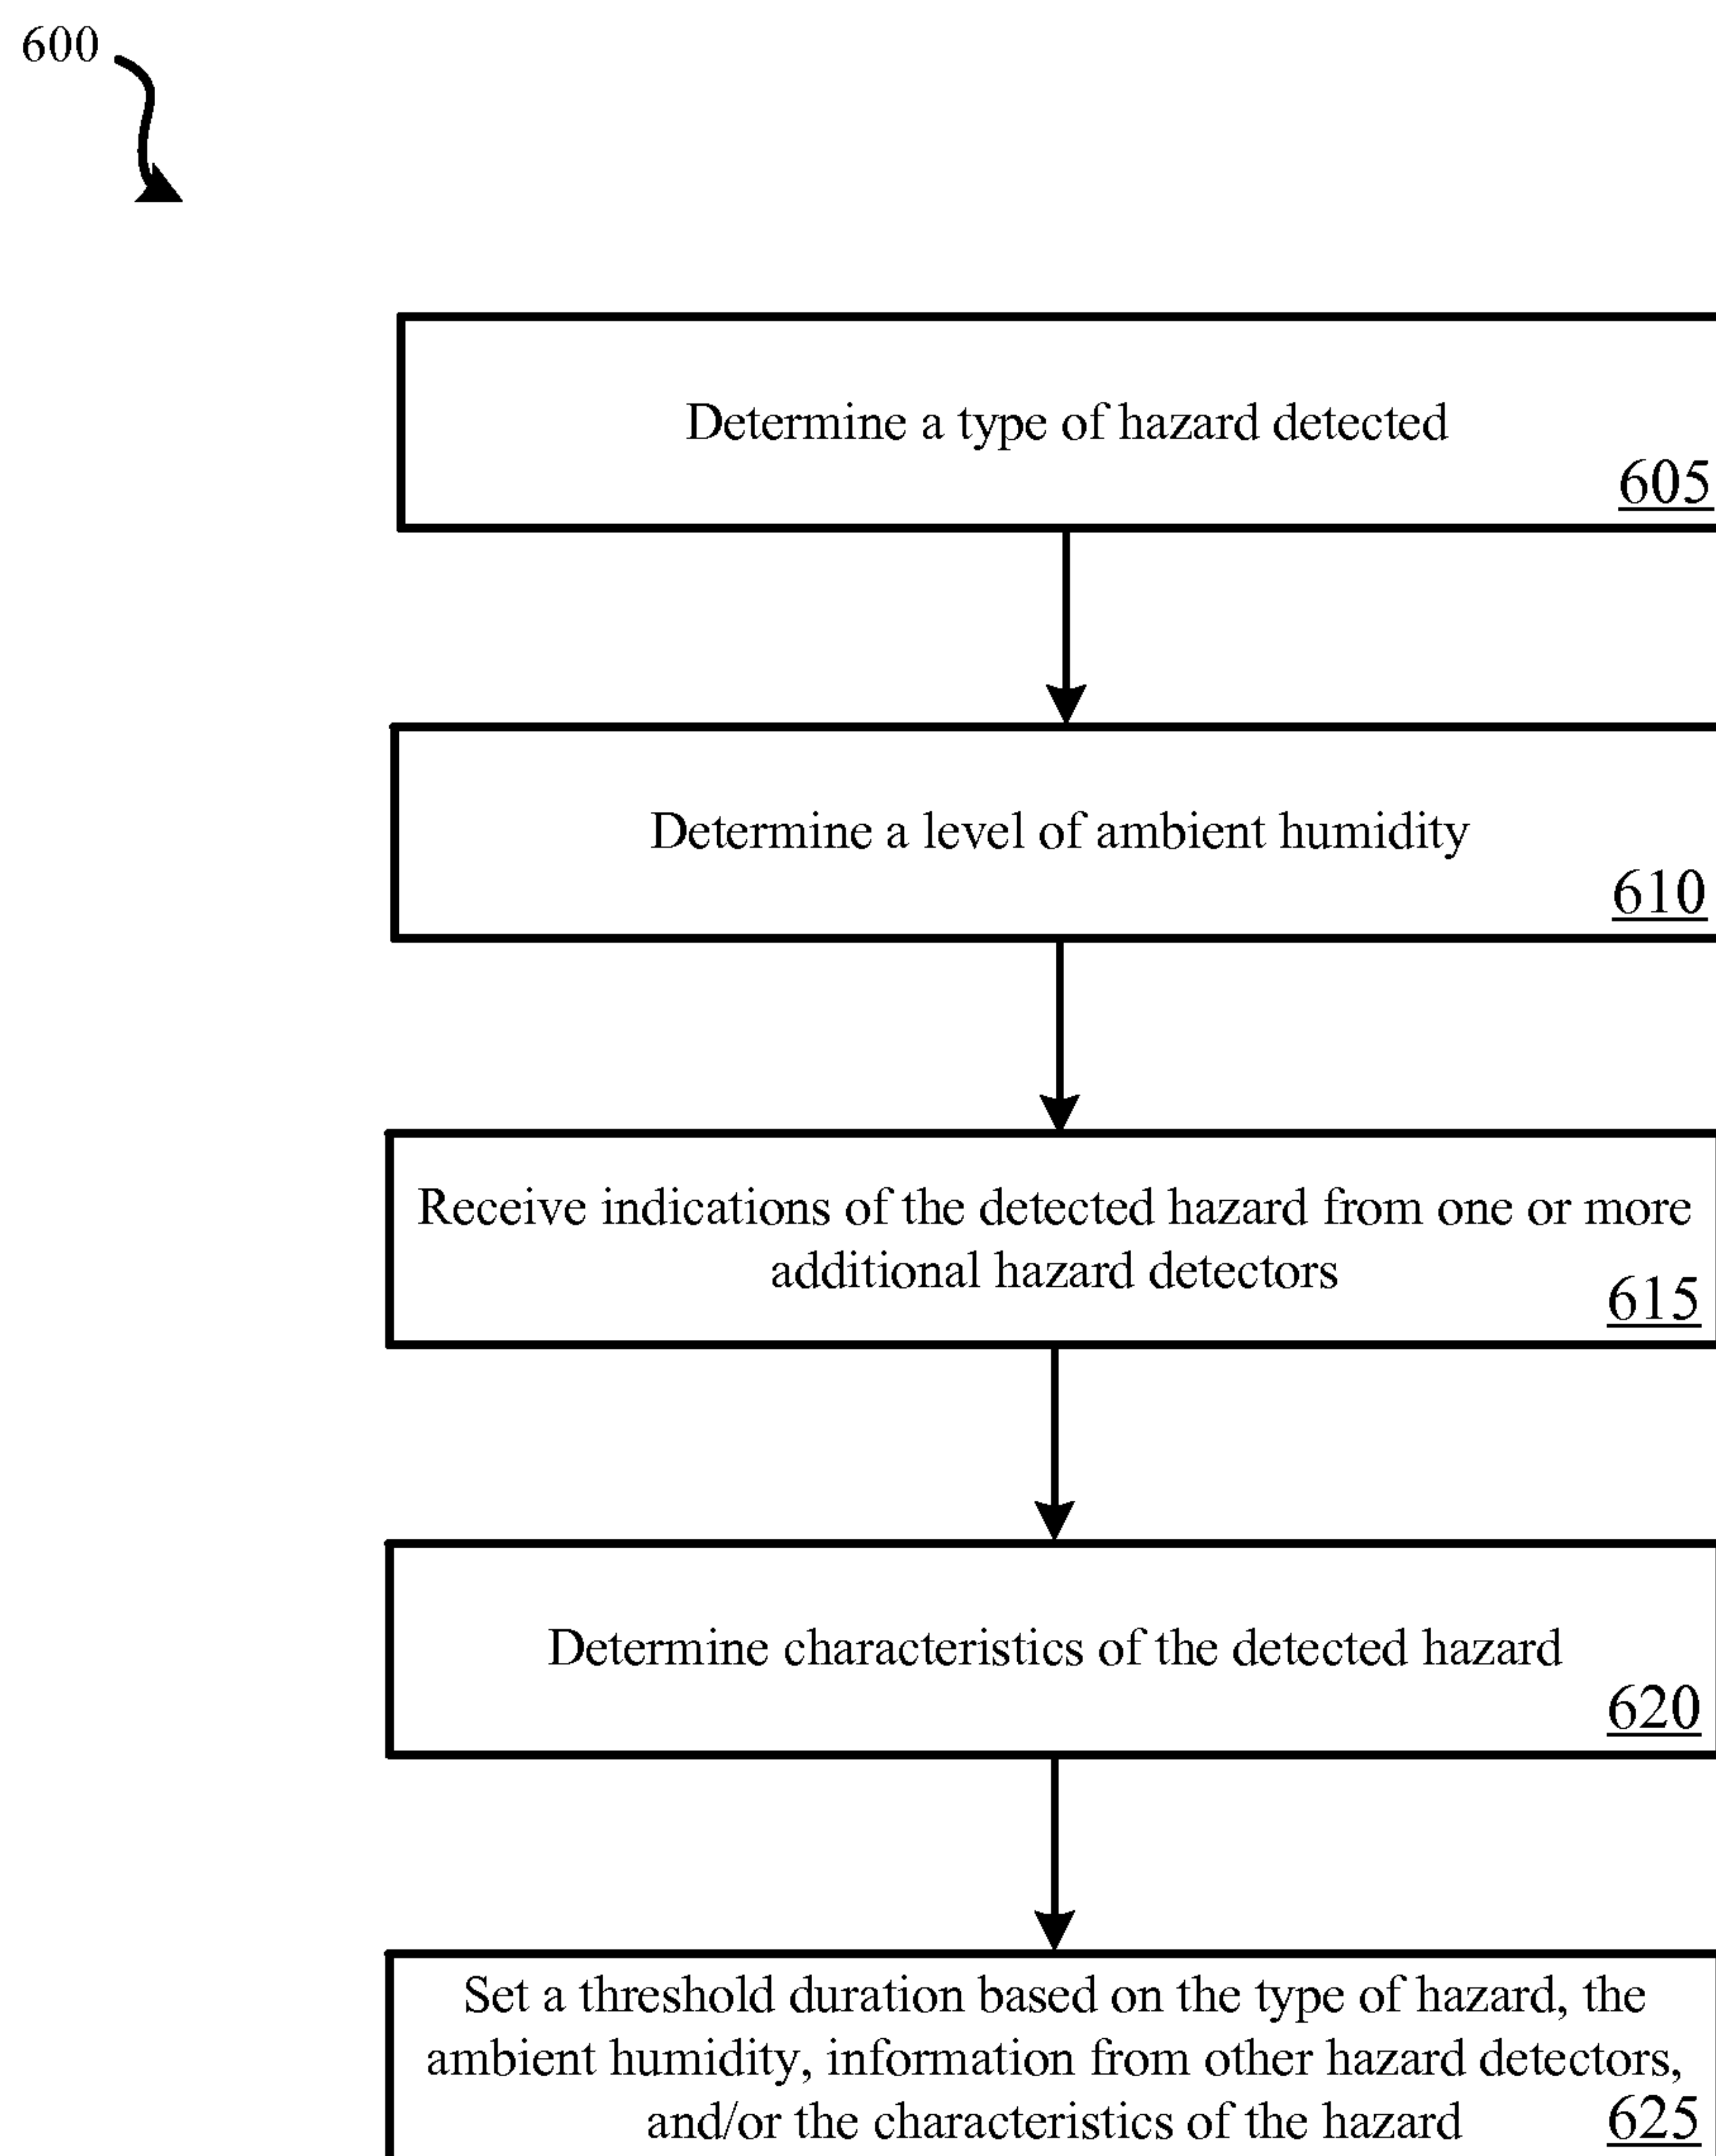 600
Determine a type of hazard detected
605
Determine a level of ambient humidity
610
Receive indications of the detected hazard from one or more
additional hazard detectors
615
Determine characteristics of the detected hazard
620
Set a threshold duration based on the type of hazard, the
ambient humidity, information from other hazard detectors,
and/or the characteristics of the hazard
625